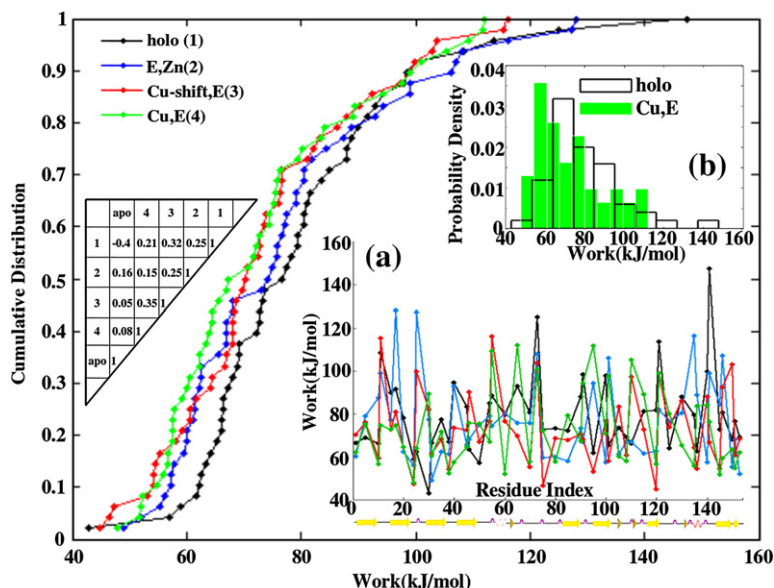 holo (1)
E,Zn(2)
Cu-shift,E(3)
Cu,E(4)
Cumulative Distribution
1
0.9
0.8
0.7
0.6
0.5
0.4
0.3
0.2
0.1
0
40 60 80 100 120 140 160
Work(kJ/mol)
apo 4 3 2 1
1 -0.4 0.21 0.32 0.25 1
2 0.16 0.15 0.25 1
3 0.05 0.35 1
4 0.08 1
apo 1
(b)
holo
Cu,E
Probability Density
0.04
0.03
0.02
0.01
0.00
40 60 80 100 120 140 160
Work(kJ/mol)
(a)
Work(kJ/mol)
160
140
120
100
80
60
40
Residue Index
0 20 40 60 80 100 120 140